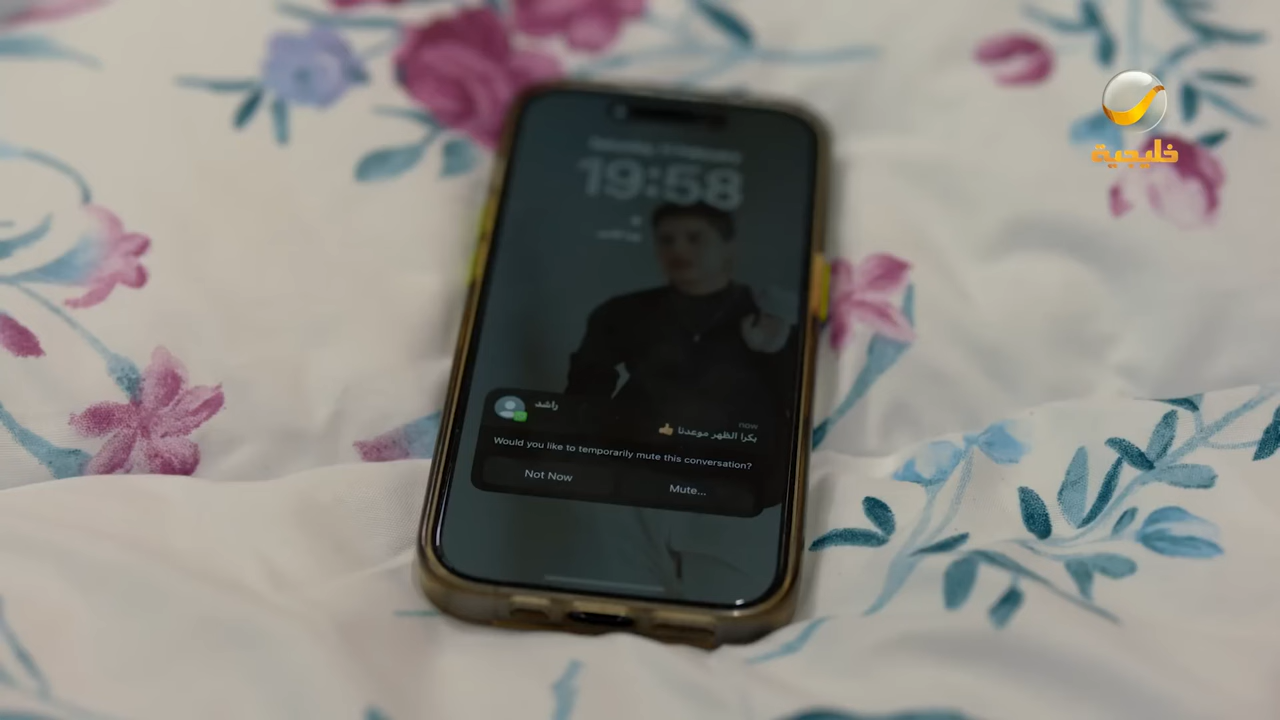 خليجية
19:58
راشد
now
بكرا الظهر موعدنا 👍
Would you like to temporarily mute this conversation?
Not Now
Mute...